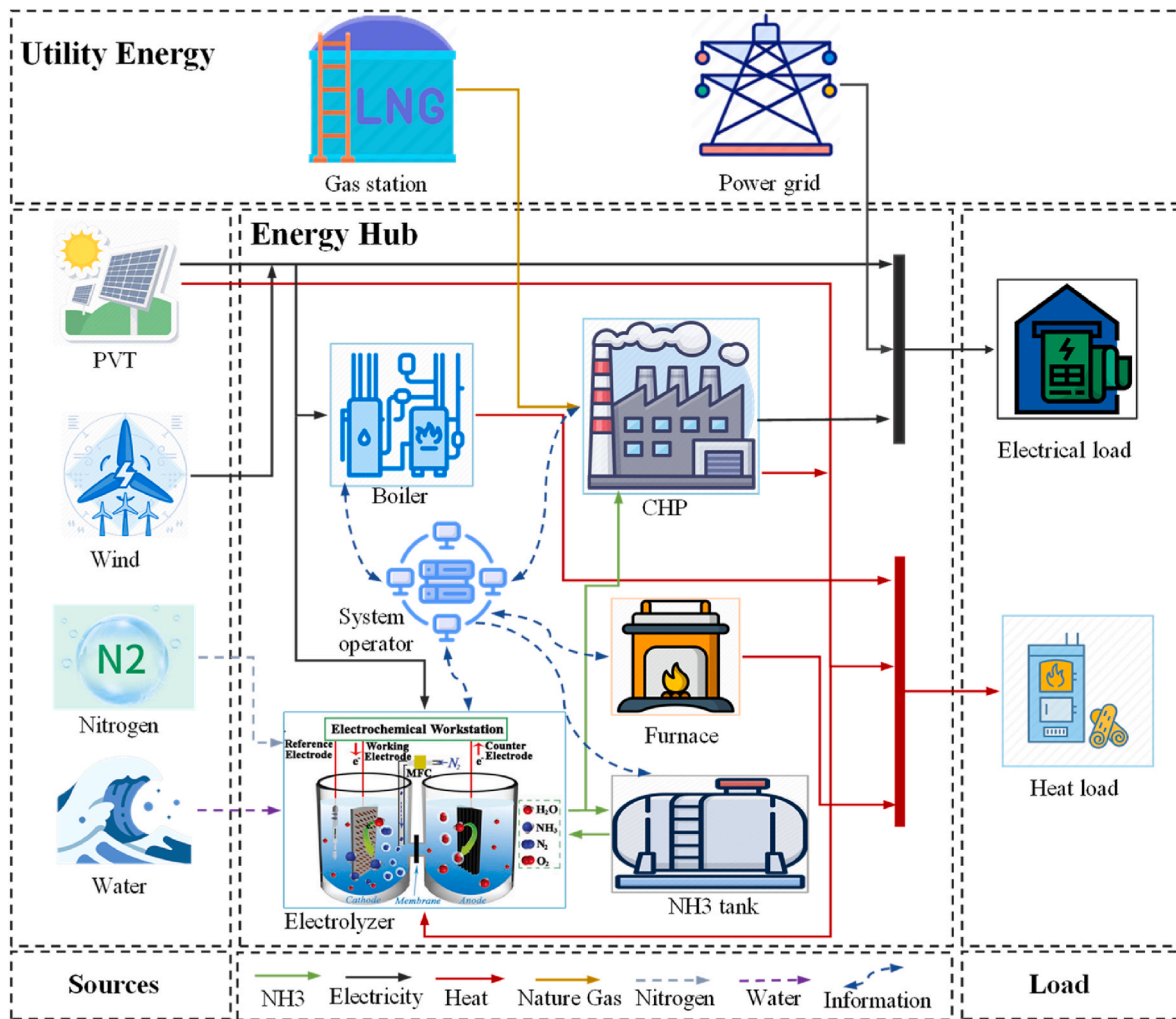 Utility Energy
LNG
Gas station
Power grid
Energy Hub
PVT
Wind
N2
Nitrogen
Water
Boiler
CHP
System
operator
Furnace
NH3 tank
Electrochemical Workstation
Reference
Electrode
Working
Electrode
Counter
Electrode
e-
e-
MFC
N₂
H₂O
NH₃
N₂
O₂
Cathode
Membrane
Anode
Electrolyzer
Electrical load
Heat load
Sources
NH3
Electricity
Heat
Nature Gas
Nitrogen
Water
Information
Load